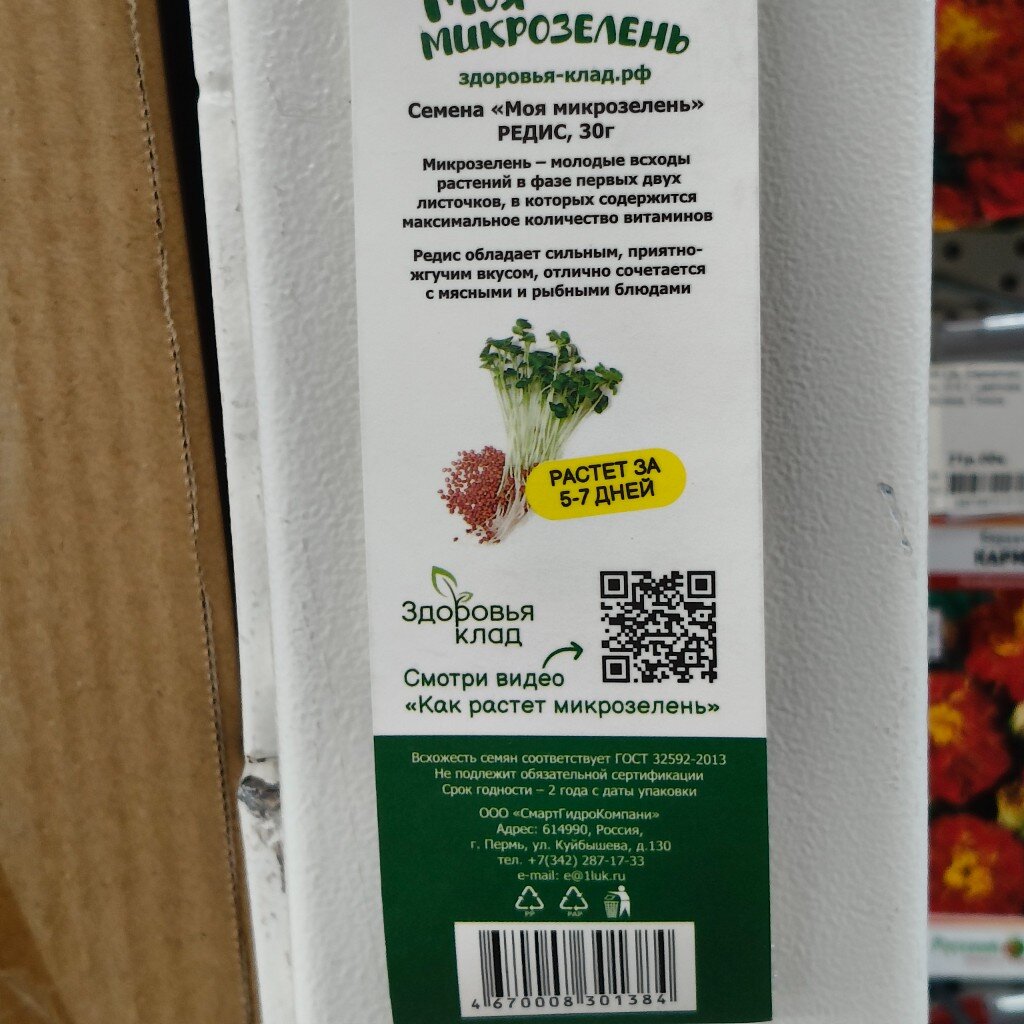 Моя
микрозелень
здоровья-клад.рф
Семена «Моя микрозелень»
РЕДИС, 30г
Микрозелень – молодые всходы
растений в фазе первых двух
листочков, в которых содержится
максимальное количество витаминов
Редис обладает сильным, приятно-
жгучим вкусом, отлично сочетается
с мясными и рыбными блюдами
РАСТЕТ ЗА
5-7 ДНЕЙ
Здоровья
клад
Смотри видео
«Как растет микрозелень»
Всхожесть семян соответствует ГОСТ 32592-2013
Не подлежит обязательной сертификации
Срок годности – 2 года с даты упаковки
ООО «СмартГидроКомпани»
Адрес: 614990, Россия,
г. Пермь, ул. Куйбышева, д.130
тел. +7(342) 287-17-33
e-mail: e@1luk.ru
PP PAP
4 670008 301384